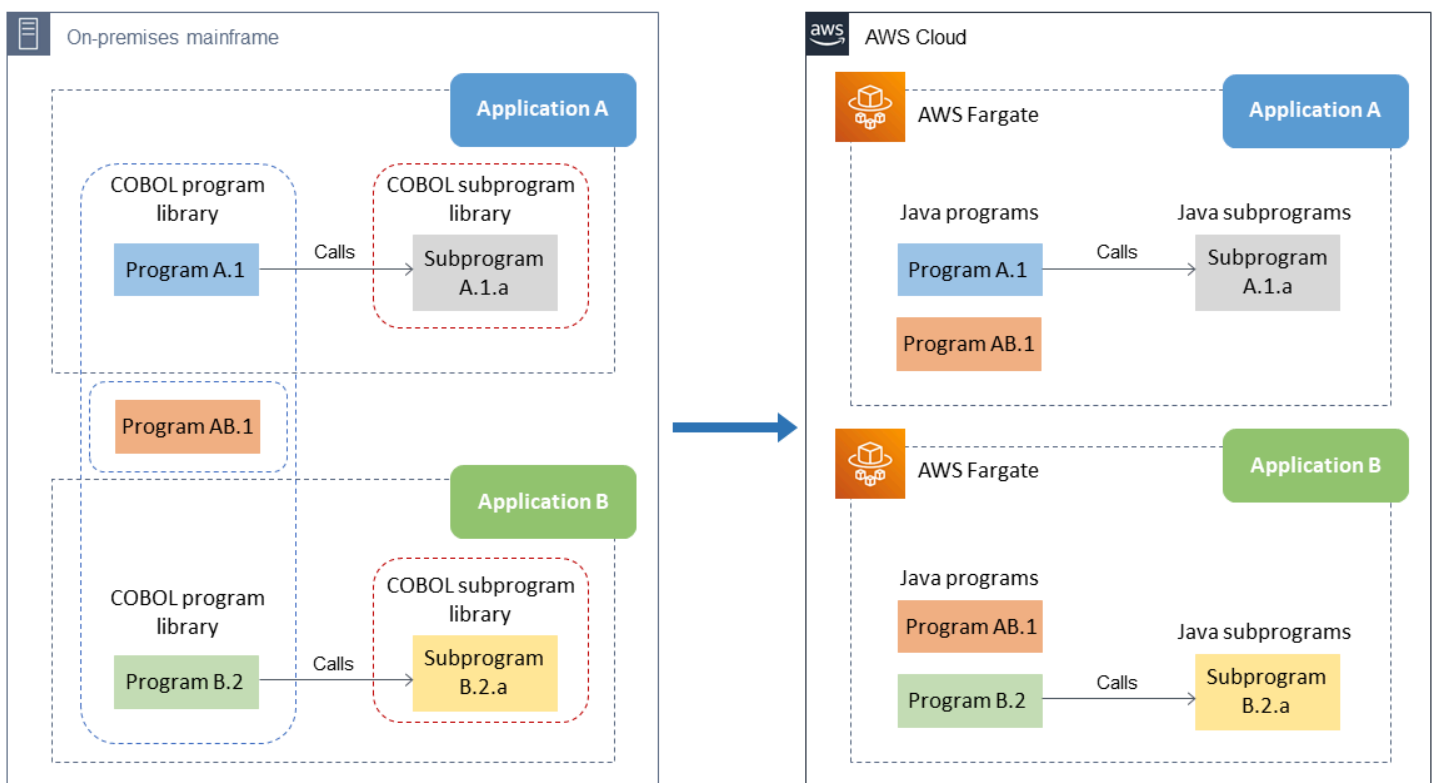 On-premises mainframe
Application A
COBOL program
library
COBOL subprogram
library
Program A.1
Calls
Subprogram
A.1.a
Program AB.1
Application B
COBOL program
library
COBOL subprogram
library
Program B.2
Calls
Subprogram
B.2.a
aws
AWS Cloud
AWS Fargate
Application A
Java programs
Java subprograms
Program A.1
Calls
Subprogram
A.1.a
Program AB.1
AWS Fargate
Application B
Java programs
Program AB.1
Java subprograms
Program B.2
Calls
Subprogram
B.2.a